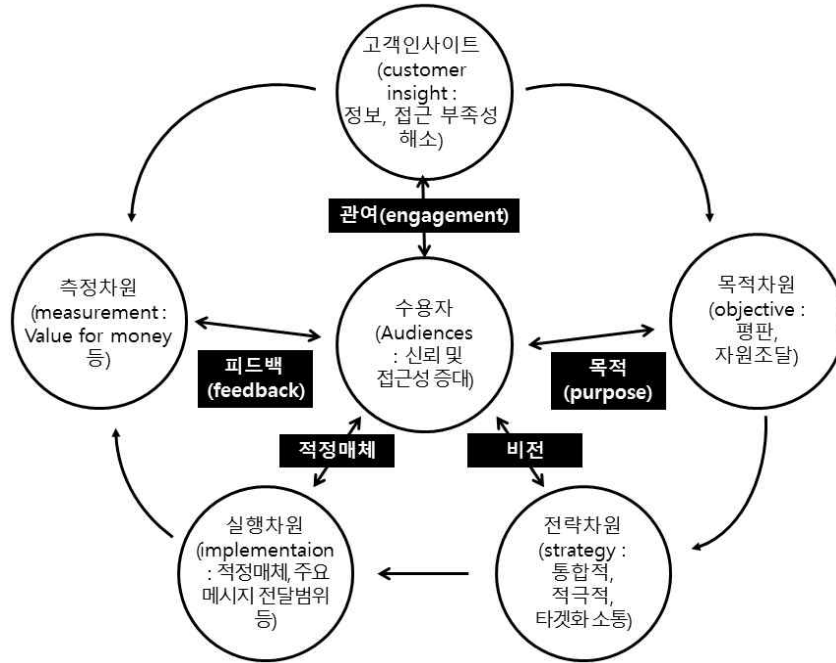 고객인사이트
(customer
insight :
정보, 접근 부족성
해소)
관여(engagement)
측정차원
(measurement :
Value for money
등)
수용자
(Audiences
: 신뢰 및
접근성 증대)
목적차원
(objective :
평판,
자원조달)
피드백
(feedback)
목적
(purpose)
적정매체
비전
실행차원
(implementaion
: 적정매체, 주요
메시지 전달범위
등)
전략차원
(strategy :
통합적,
적극적,
타겟화 소통)